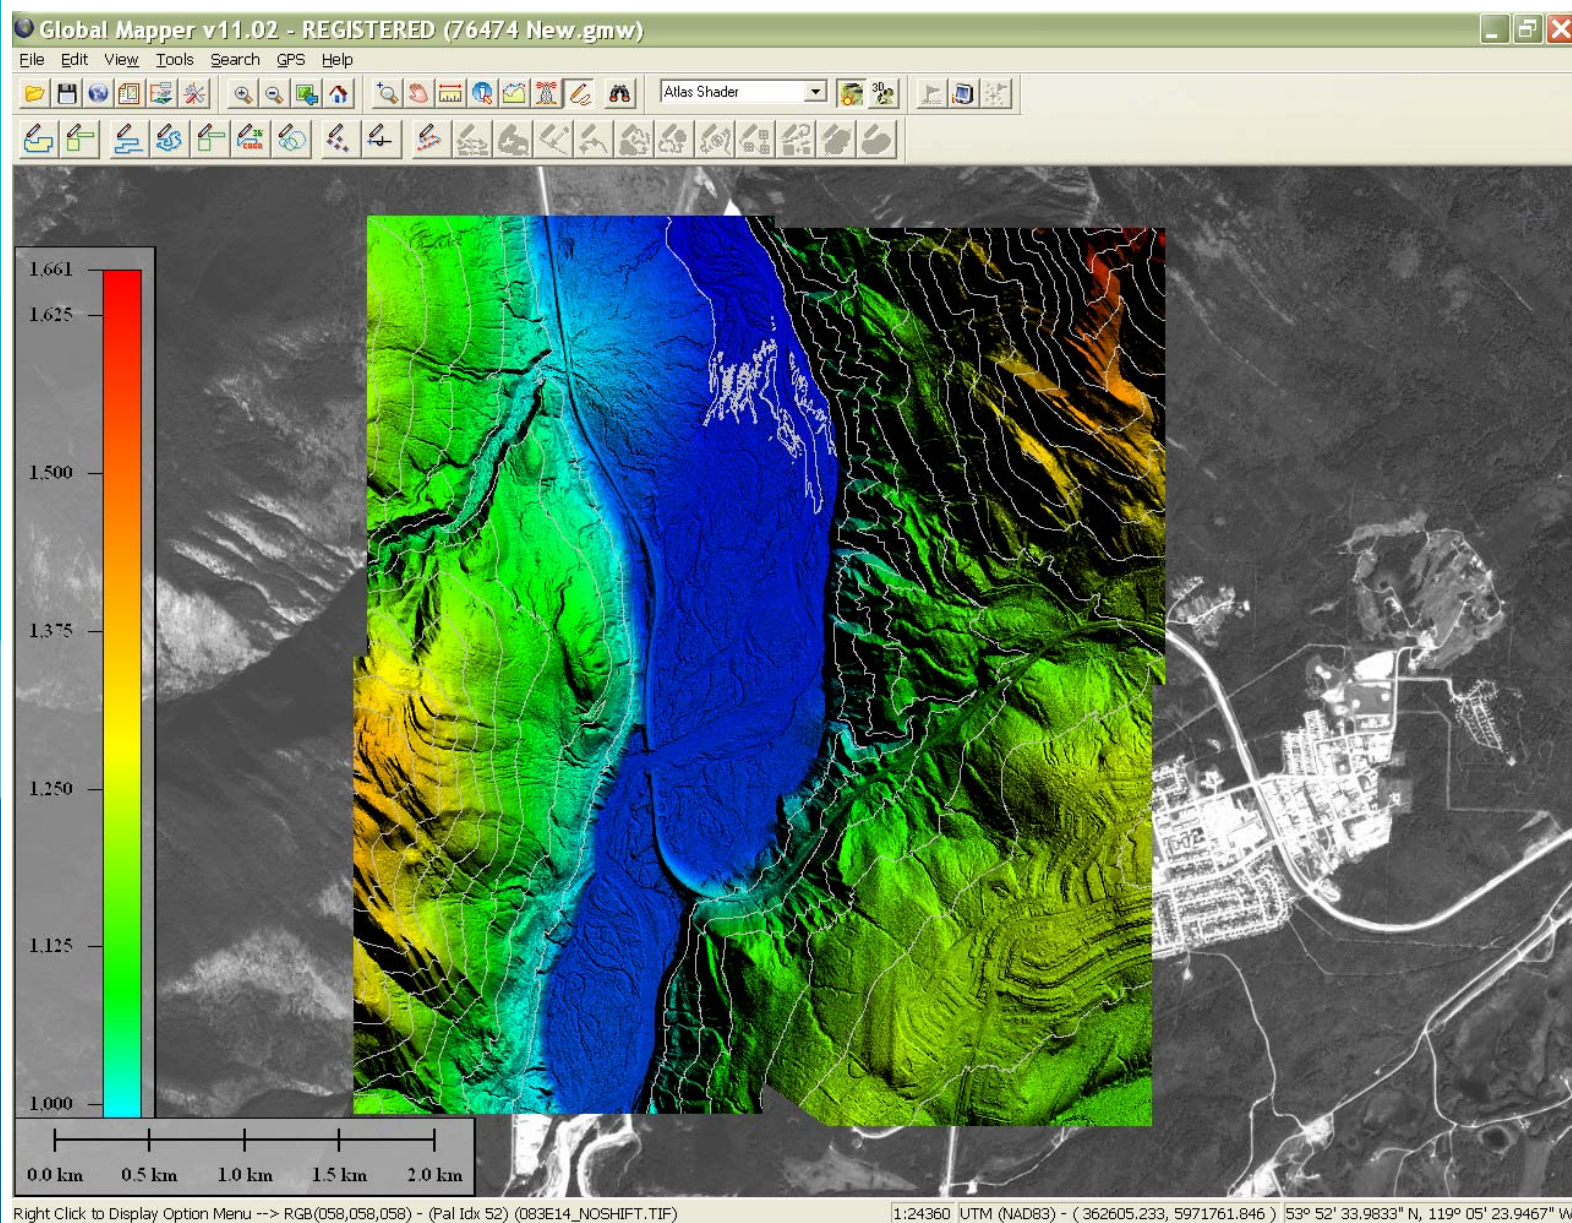 Global Mapper v11.02 - REGISTERED (76474 New.gmw)
File Edit View Tools Search GPS Help
Atlas Shader
3D
1,661
1,625
1,500
1,375
1,250
1,125
1,000
0.0 km 0.5 km 1.0 km 1.5 km 2.0 km
Right Click to Display Option Menu --> RGB(058,058,058) - (Pal Idx 52) (083E14_NOSHIFT.TIF) 1:24360 UTM (NAD83) - ( 362605.233, 5971761.846 ) 53° 52' 33.9833" N, 119° 05' 23.9467" W